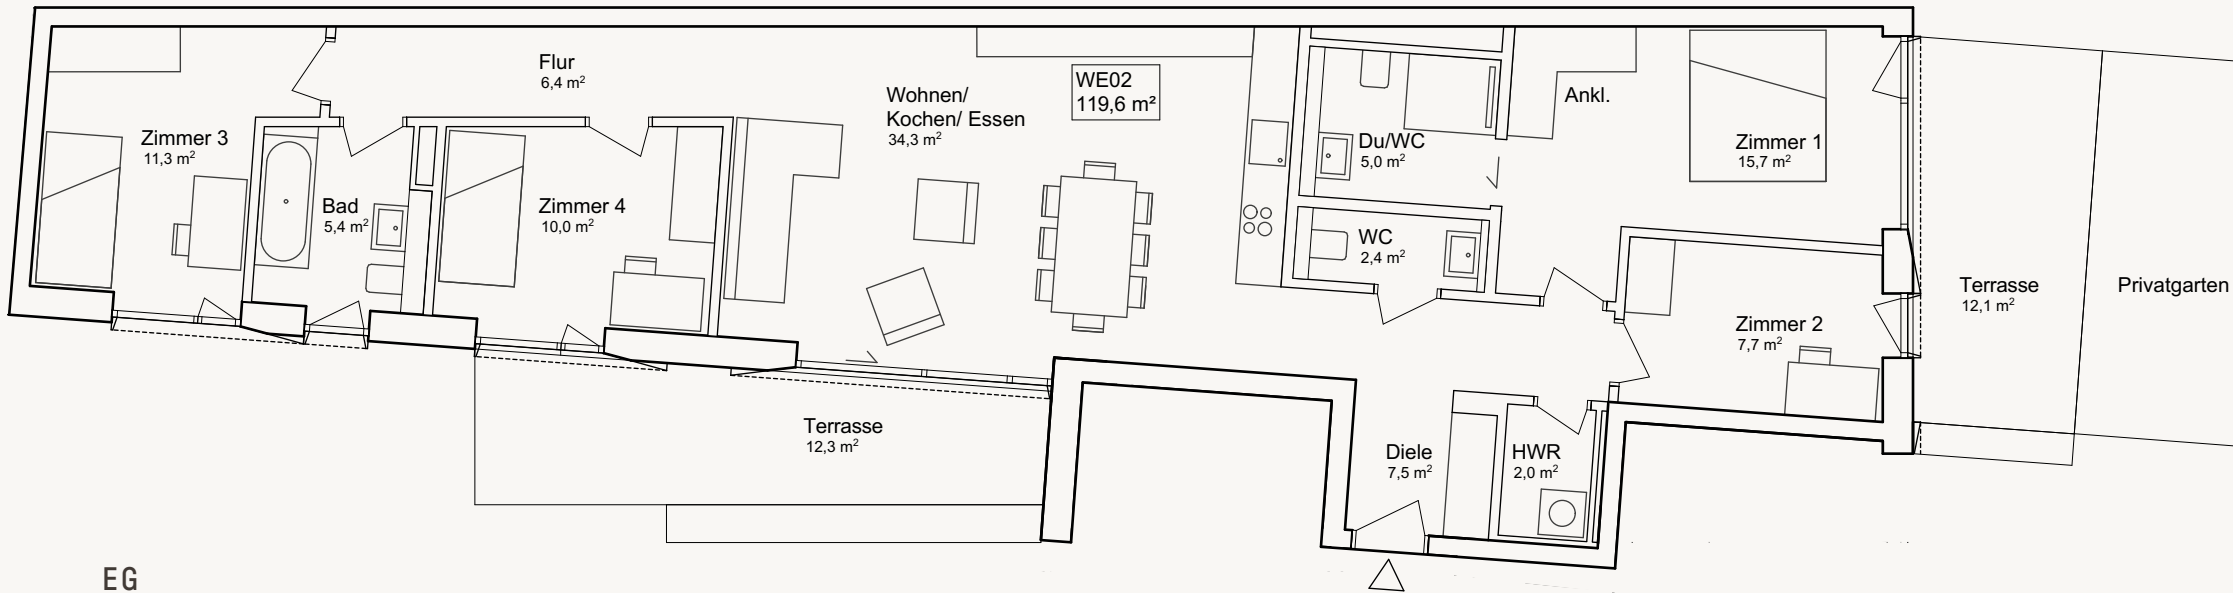 Flur
6,4 m²
WE02
119,6 m²
Wohnen/
Kochen/ Essen
34,3 m²
Ankl.
Zimmer 3
11,3 m²
Du/WC
5,0 m²
Zimmer 1
15,7 m²
Bad
5,4 m²
Zimmer 4
10,0 m²
WC
2,4 m²
Terrasse
12,1 m²
Privatgarten
Zimmer 2
7,7 m²
Terrasse
12,3 m²
Diele
7,5 m²
HWR
2,0 m²
EG